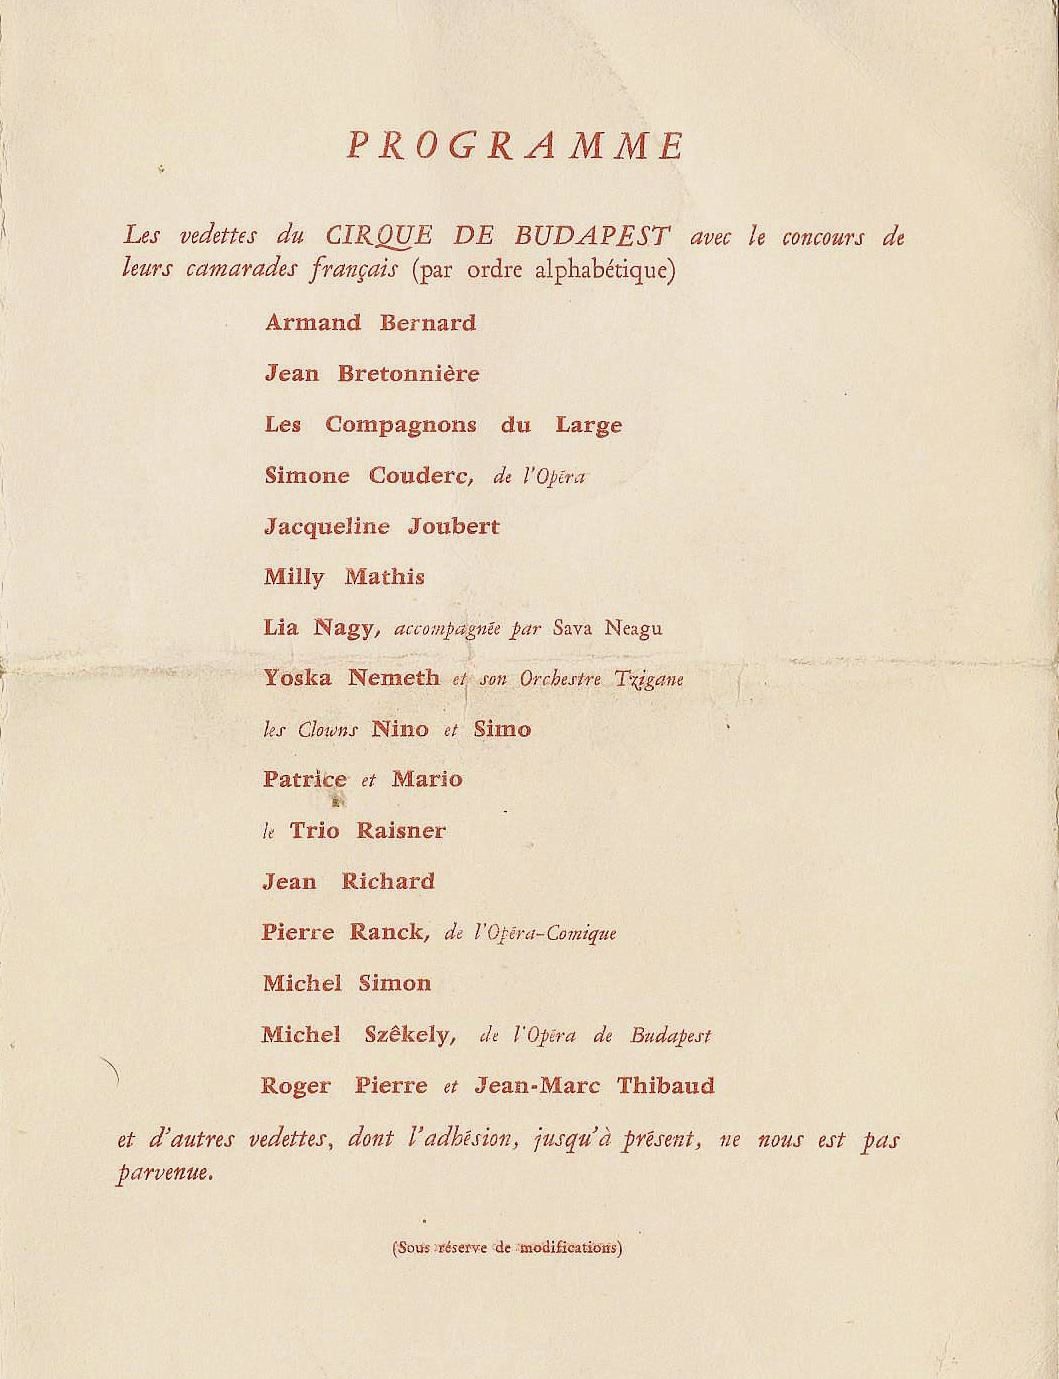 PROGRAMME
Les vedettes du CIRQUE DE BUDAPEST avec le concours de
leurs camarades français (par ordre alphabétique)
Armand Bernard
Jean Bretonnière
Les Compagnons du Large
Simone Couderc, de l'Opéra
Jacqueline Joubert
Milly Mathis
Lia Nagy, accompagnée par Sava Neagu
Yoska Nemeth et son Orchestre Tzigane
les Clowns Nino et Simo
Patrice et Mario
le Trio Raisner
Jean Richard
Pierre Ranck, de l'Opéra-Comique
Michel Simon
Michel Szêkely, de l'Opéra de Budapest
Roger Pierre et Jean-Marc Thibaud
et d'autres vedettes, dont l'adhésion, jusqu'à présent, ne nous est pas
parvenue.
(Sous réserve de modifications)